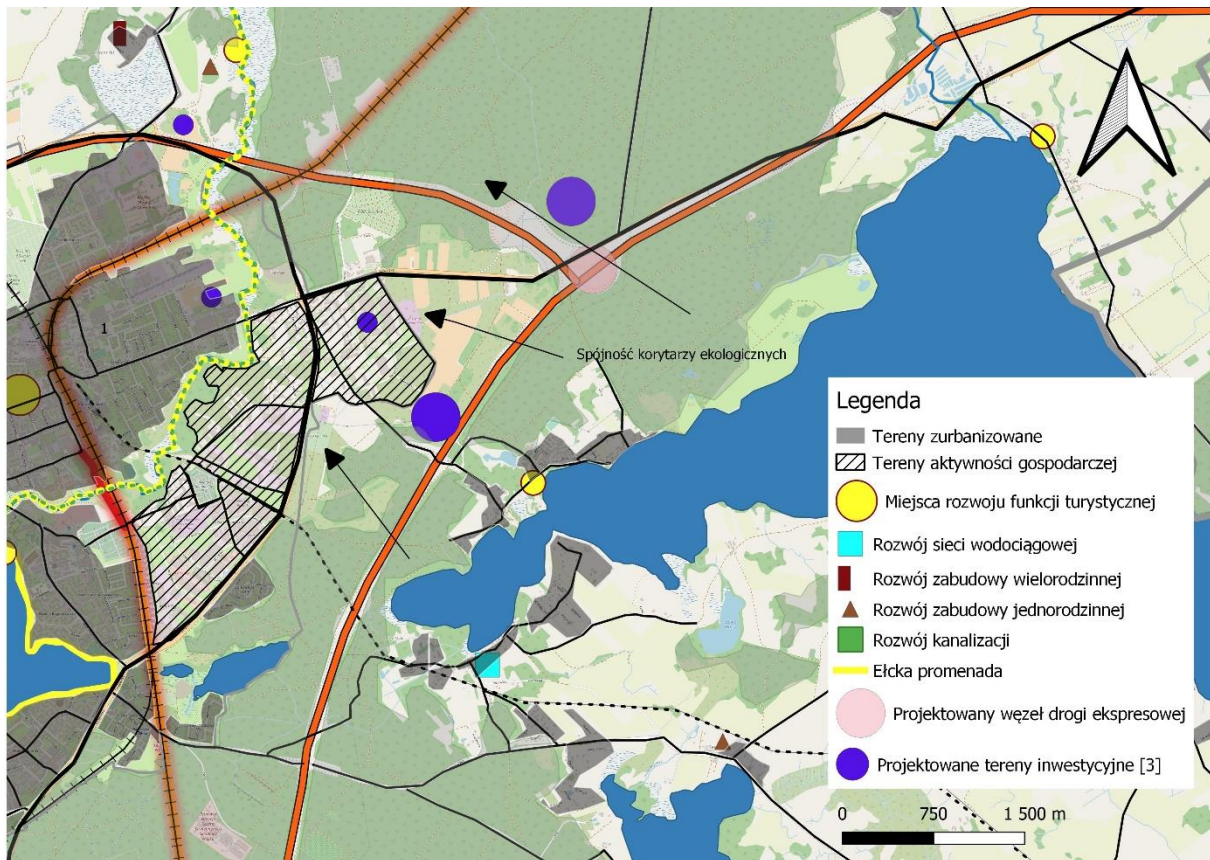 1
Spójność korytarzy ekologicznych
Legenda
Tereny zurbanizowane
Tereny aktywności gospodarczej
Miejsca rozwoju funkcji turystycznej
Rozwój sieci wodociągowej
Rozwój zabudowy wielorodzinnej
Rozwój zabudowy jednorodzinnej
Rozwój kanalizacji
Ełcka promenada
Projektowany węzeł drogi ekspresowej
Projektowane tereny inwestycyjne [3]
0 750 1 500 m